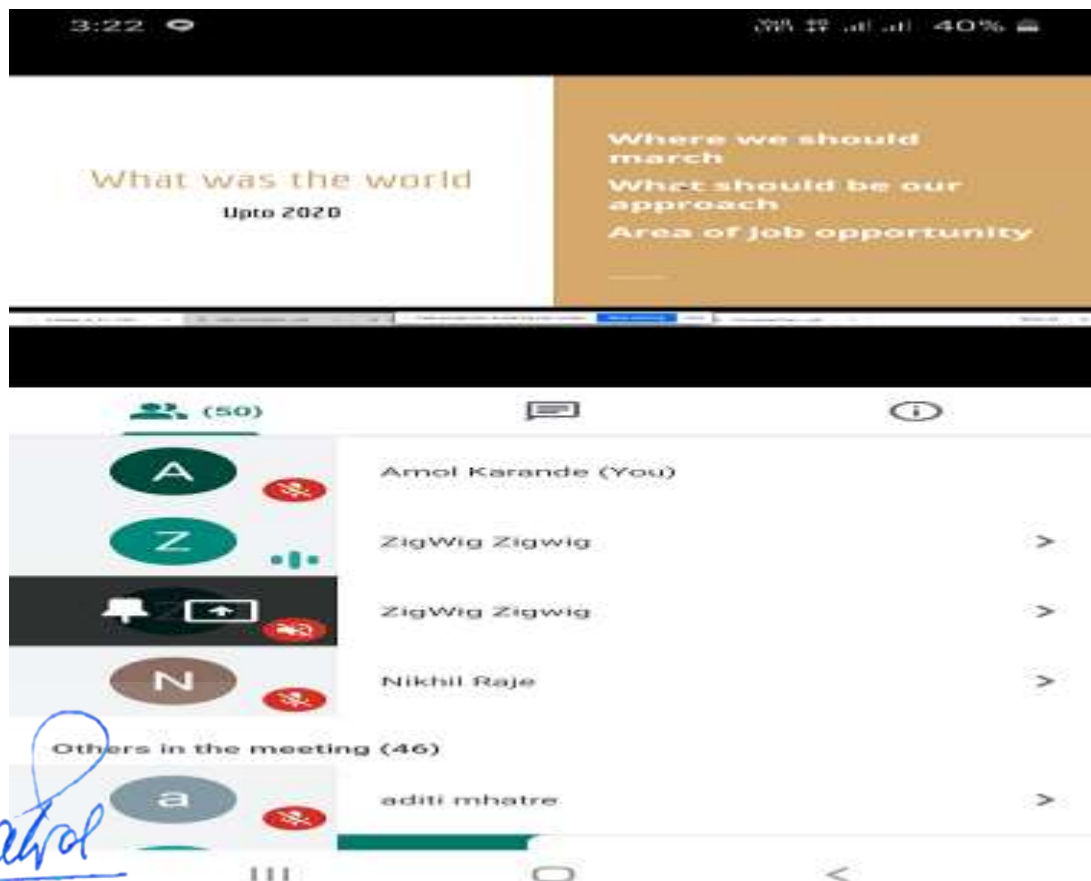 3:22
40%
What was the world
Upto 2020
Where we should
march
What should be our
approach
Area of Job opportunity
(50)
A
Amol Karande (You)
Z
ZigWig Zigwig
ZigWig Zigwig
N
Nikhil Raje
Others in the meeting (46)
a
aditi mhatre